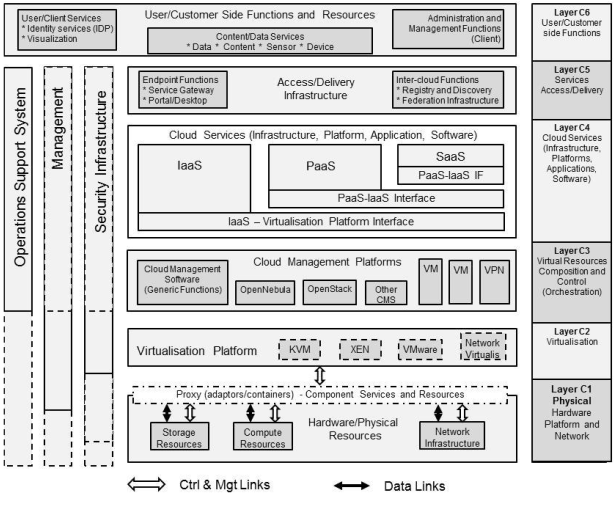 User/Customer Side Functions and Resources
User/Client Services
* Identity services (IDP)
* Visualization
Content/Data Services
* Data * Content * Sensor * Device
Administration and
Management Functions
(Client)
Layer C6
User/Customer
side Functions
Operations Support System
Management
Security Infrastructure
Endpoint Functions
* Service Gateway
* Portal/Desktop
Access/Delivery
Infrastructure
Inter-cloud Functions
* Registry and Discovery
* Federation Infrastructure
Layer C5
Services
Access/Delivery
Cloud Services (Infrastructure, Platform, Application, Software)
IaaS
PaaS
SaaS
PaaS-IaaS IF
PaaS-IaaS Interface
IaaS – Virtualisation Platform Interface
Layer C4
Cloud Services
(Infrastructure,
Platforms,
Applications,
Software)
Cloud Management Platforms
Cloud Management
Software
(Generic Functions)
OpenNebula
OpenStack
Other
CMS
VM
VM
VPN
Layer C3
Virtual Resources
Composition and
Control
(Orchestration)
Virtualisation Platform
KVM
XEN
VMware
Network
Virtualis
Layer C2
Virtualisation
Proxy (adaptors/containers) - Component Services and Resources
Storage
Resources
Compute
Resources
Hardware/Physical
Resources
Network
Infrastructure
Layer C1
Physical
Hardware
Platform and
Network
Ctrl & Mgt Links
Data Links